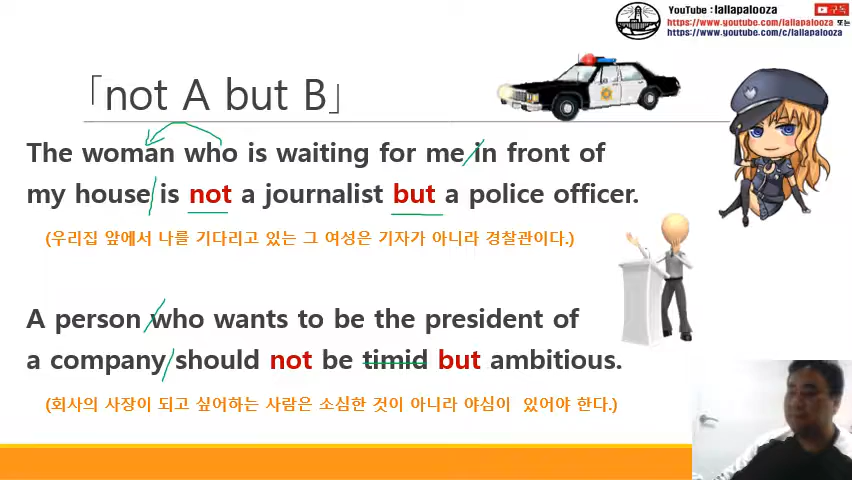 YouTube : lallapalooza 구독
https://www.youtube.com/lallapalooza 또는
https://www.youtube.com/c/lallapalooza
「not A but B」
The woman who is waiting for me in front of
my house is not a journalist but a police officer.
(우리집 앞에서 나를 기다리고 있는 그 여성은 기자가 아니라 경찰관이다.)
A person who wants to be the president of
a company should not be timid but ambitious.
(회사의 사장이 되고 싶어하는 사람은 소심한 것이 아니라 야심이 있어야 한다.)